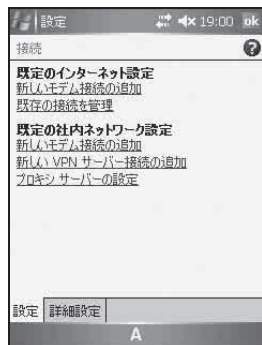 設定 19:00 ok
接続
既定のインターネット設定
新しいモデム接続の追加
既存の接続を管理
既定の社内ネットワーク設定
新しいモデム接続の追加
新しい VPN サーバー接続の追加
プロキシ サーバーの設定
設定 詳細設定
A